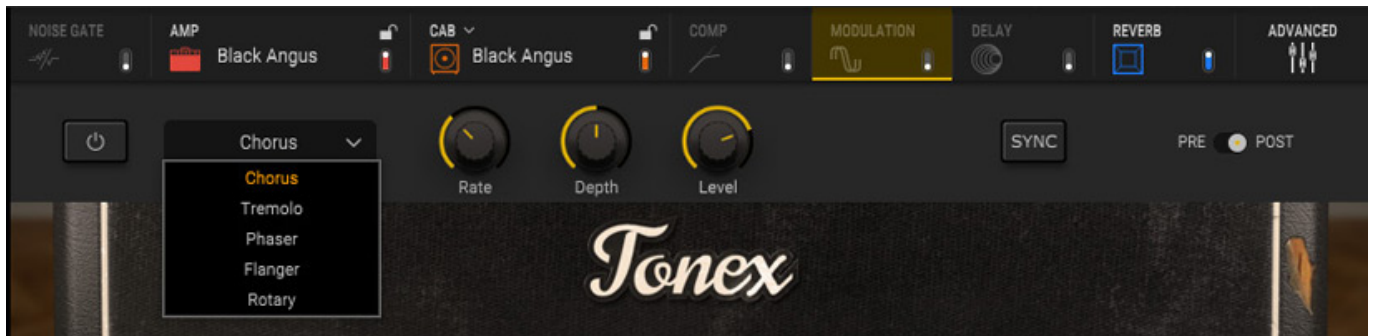 NOISE GATE
AMP
Black Angus
CAB
Black Angus
COMP
MODULATION
DELAY
REVERB
ADVANCED
Chorus
Rate
Depth
Level
SYNC
PRE
POST
Chorus
Tremolo
Phaser
Flanger
Rotary
Tonex